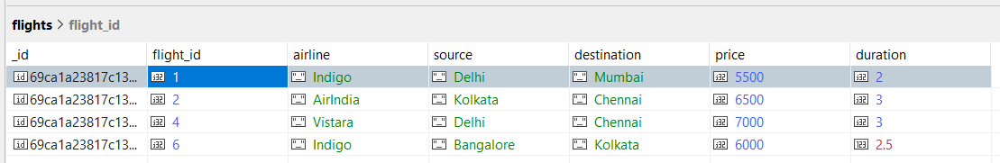 flights > flight_id
_id flight_id airline source destination price duration
69ca1a23817c13... 1 Indigo Delhi Mumbai 5500 2
69ca1a23817c13... 2 AirIndia Kolkata Chennai 6500 3
69ca1a23817c13... 4 Vistara Delhi Chennai 7000 3
69ca1a23817c13... 6 Indigo Bangalore Kolkata 6000 2.5